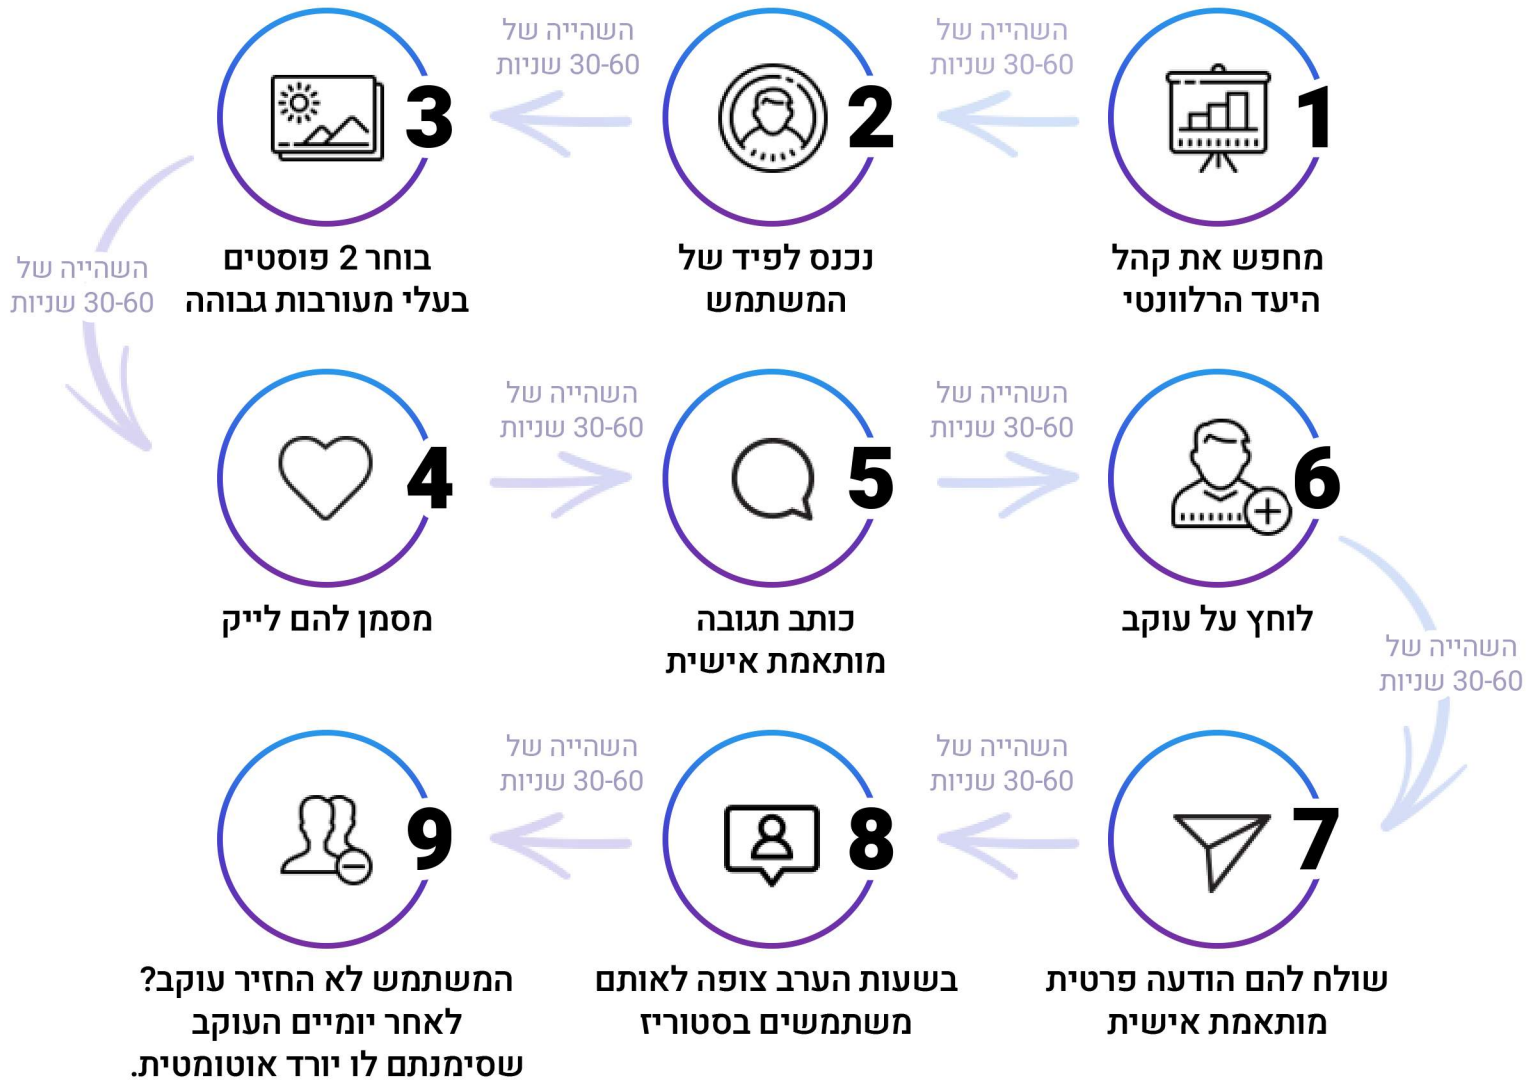 1
מחפש את קהל
היעד הרלוונטי
השהייה של
30-60 שניות
2
נכנס לפיד של
המשתמש
השהייה של
30-60 שניות
3
בוחר 2 פוסטים
בעלי מעורבות גבוהה
השהייה של
30-60 שניות
4
מסמן להם לייק
השהייה של
30-60 שניות
5
כותב תגובה
מותאמת אישית
השהייה של
30-60 שניות
6
לוחץ על עוקב
השהייה של
30-60 שניות
7
שולח להם הודעה פרטית
מותאמת אישית
השהייה של
30-60 שניות
8
בשעות הערב צופה לאותם
משתמשים בסטוריז
השהייה של
30-60 שניות
9
המשתמש לא החזיר עוקב?
לאחר יומיים העוקב
שסימנתם לו יורד אוטומטית.